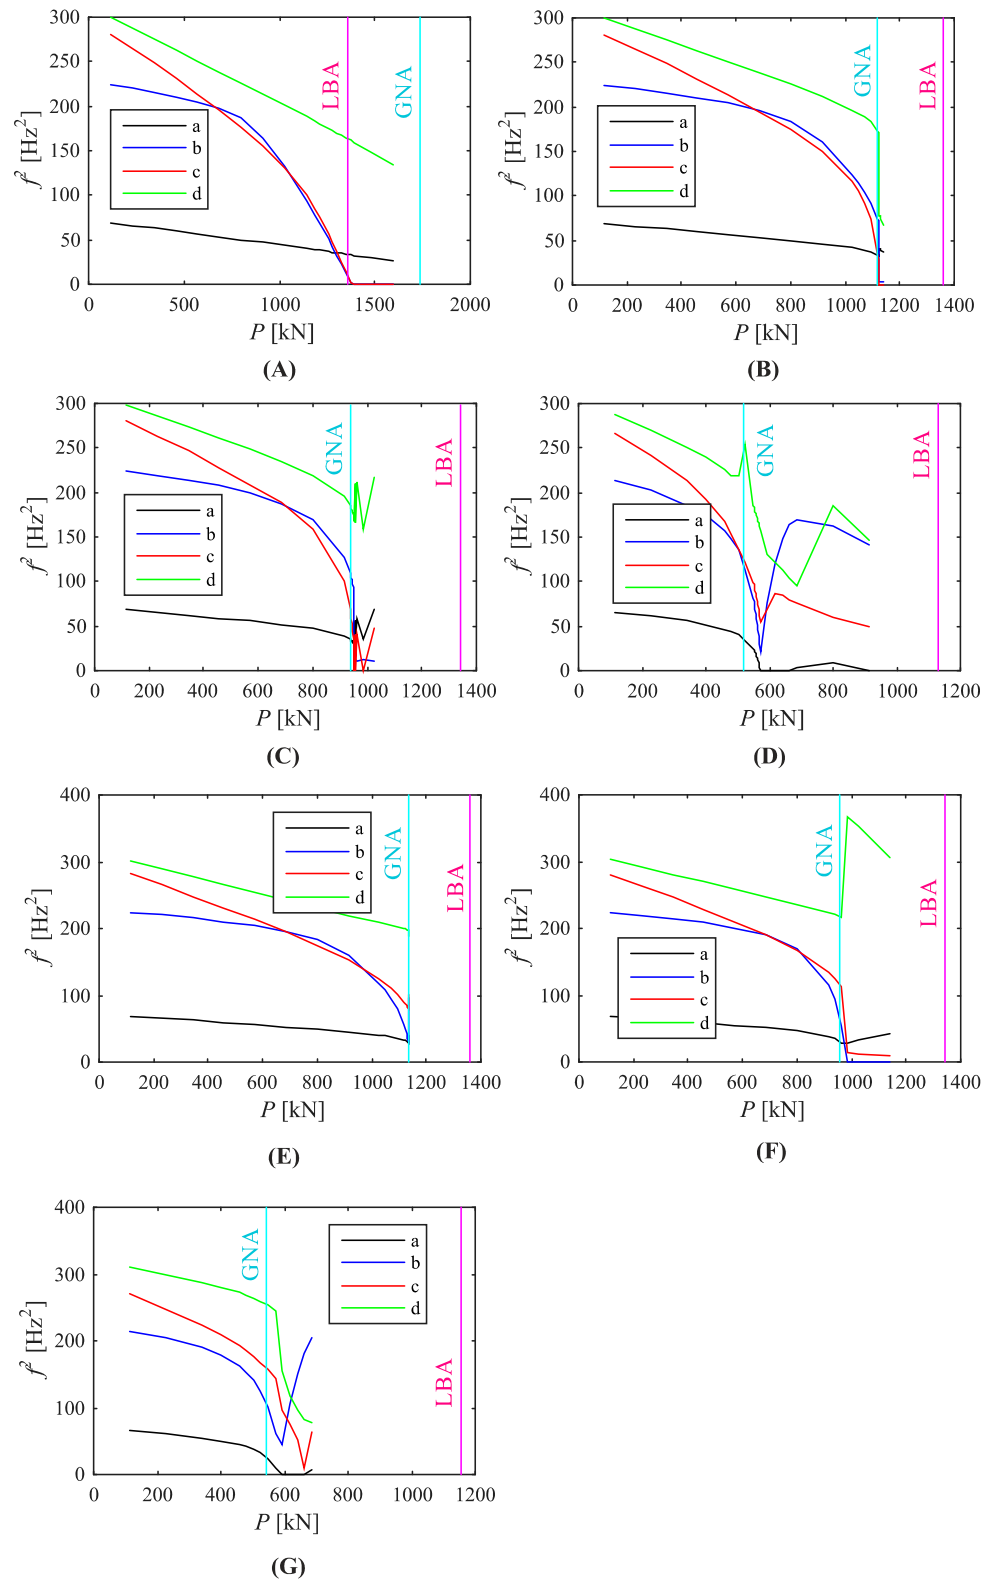 300
250
200
150
100
50
0
f² [Hz²]
LBA
GNA
a
b
c
d
0 500 1000 1500 2000
P [kN]
(A)
300
250
200
150
100
50
0
f² [Hz²]
GNA
LBA
a
b
c
d
0 200 400 600 800 1000 1200 1400
P [kN]
(B)
300
250
200
150
100
50
0
f² [Hz²]
GNA
LBA
a
b
c
d
0 200 400 600 800 1000 1200 1400
P [kN]
(C)
300
250
200
150
100
50
0
f² [Hz²]
GNA
LBA
a
b
c
d
0 200 400 600 800 1000 1200
P [kN]
(D)
400
300
200
100
0
f² [Hz²]
GNA
LBA
a
b
c
d
0 200 400 600 800 1000 1200 1400
P [kN]
(E)
400
300
200
100
0
f² [Hz²]
GNA
LBA
a
b
c
d
0 200 400 600 800 1000 1200 1400
P [kN]
(F)
400
300
200
100
0
f² [Hz²]
GNA
LBA
a
b
c
d
0 200 400 600 800 1000 1200
P [kN]
(G)